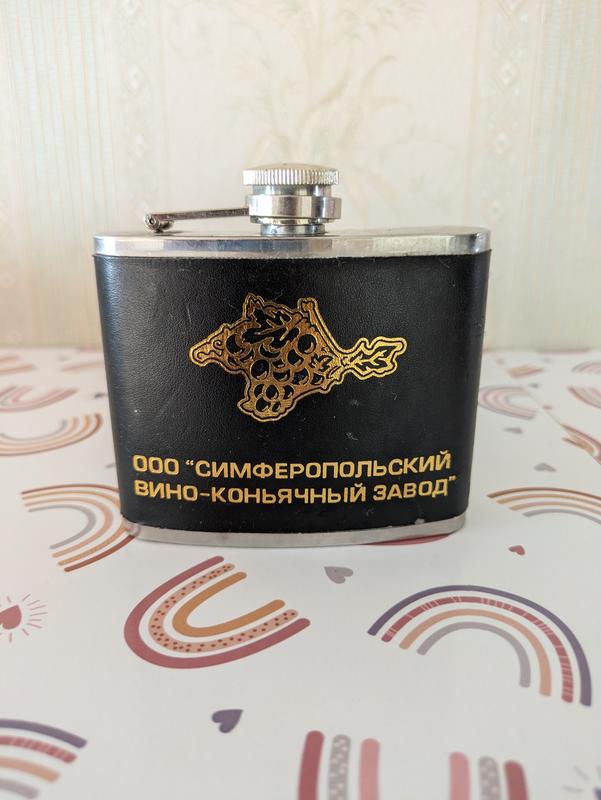 ООО “СИМФЕРОПОЛЬСКИЙ
ВИНО-КОНЬЯЧНЫЙ ЗАВОД”